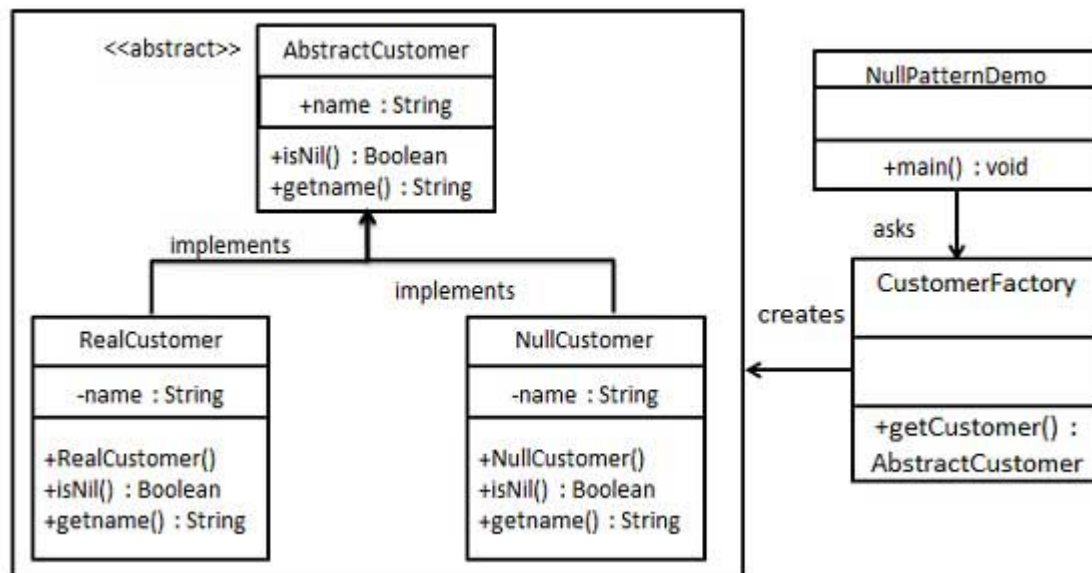 <<abstract>>
AbstractCustomer
+name : String
+isNil() : Boolean
+getname() : String
implements
implements
RealCustomer
-name : String
+RealCustomer()
+isNil() : Boolean
+getname() : String
NullCustomer
-name : String
+NullCustomer()
+isNil() : Boolean
+getname() : String
NullPatternDemo
+main() : void
asks
CustomerFactory
creates
+getCustomer() :
AbstractCustomer